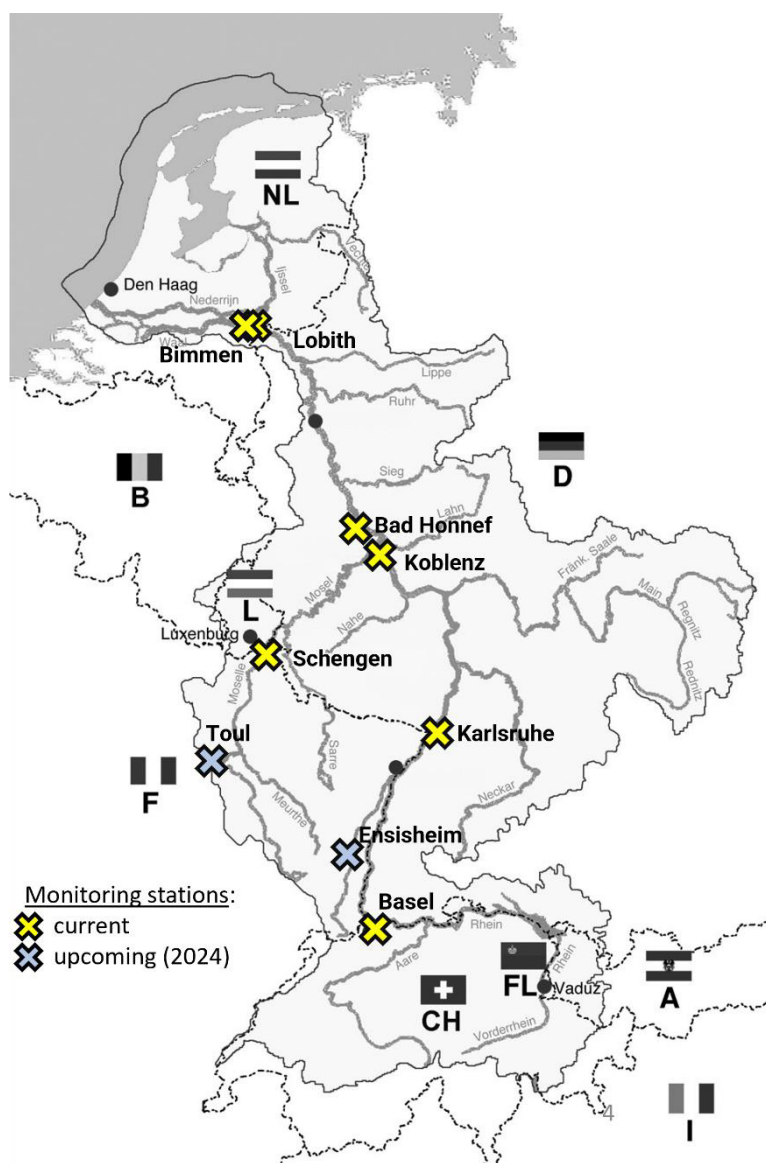 NL
Vechte
Ijssel
Den Haag
Nederrijn
Waal
Bimmen
Lobith
Lippe
Ruhr
B
D
Sieg
Bad Honnef
Lahn
Koblenz
Fränk. Saale
Mosel
Main
Regnitz
L
Nahe
Luxenburg
Schengen
Rednitz
Moselle
Toul
Karlsruhe
Sarre
F
Meurthe
Neckar
Ensisheim
Monitoring stations:
current
upcoming (2024)
Basel
Rhein
Rhein
Aare
FL
Vaduz
A
CH
Vorderrhein
4
I